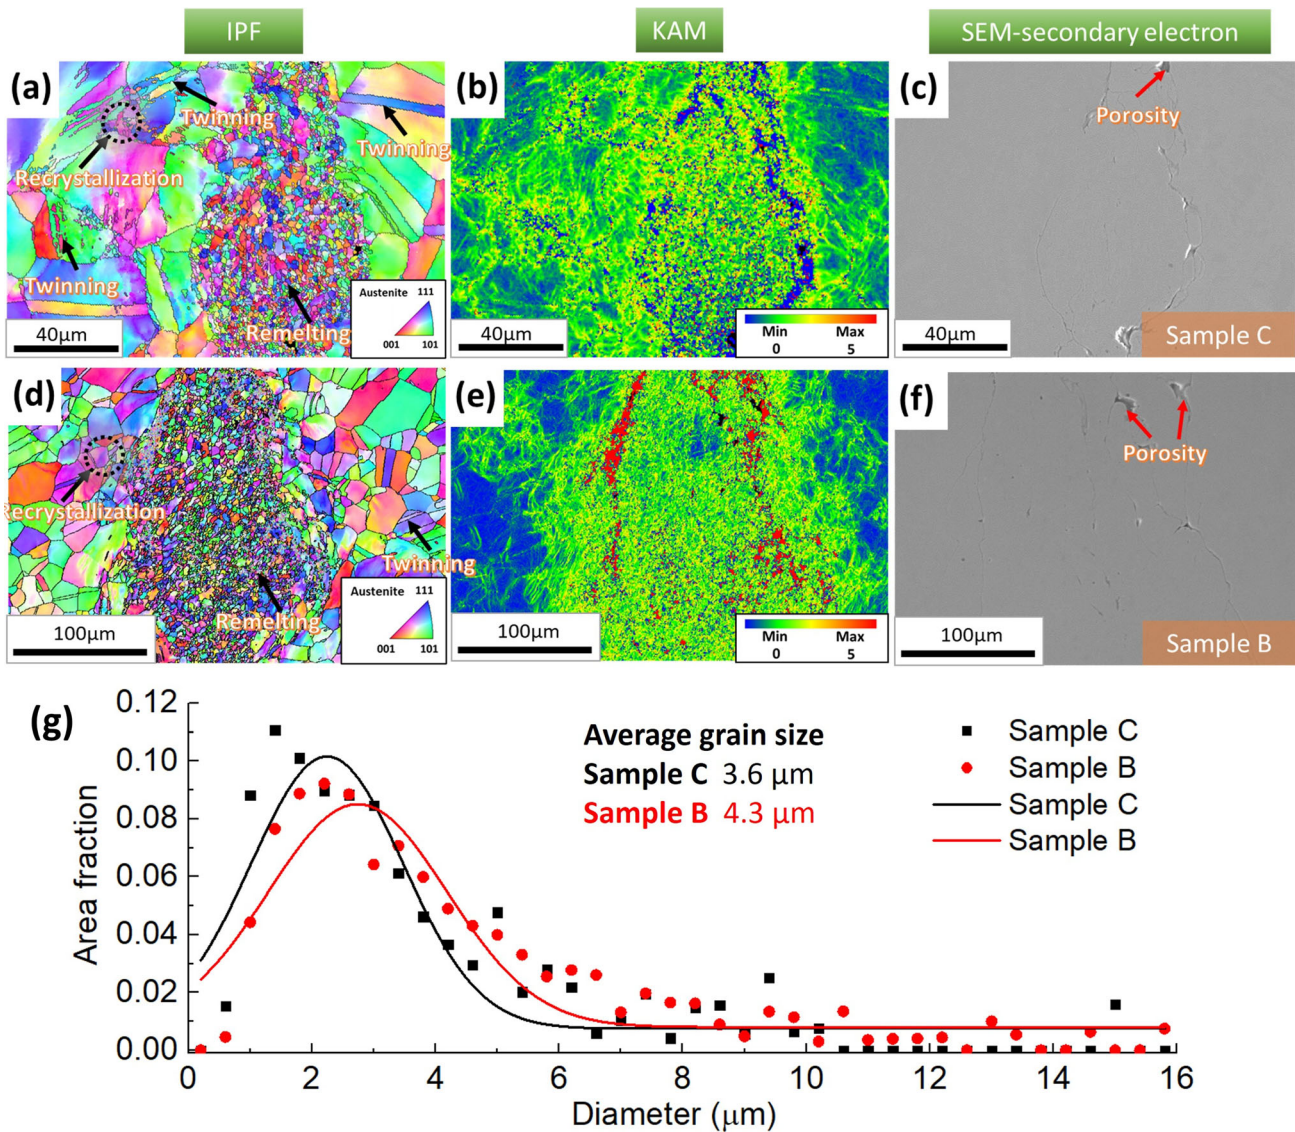 IPF
KAM
SEM-secondary electron
(a)
Twinning
Twinning
Recrystallization
Twinning
Remelting
Austenite 111
001 101
40μm
(b)
40μm
Min Max
0 5
(c)
Porosity
40μm
Sample C
(d)
Recrystallization
Twinning
Remelting
Austenite 111
001 101
100μm
(e)
100μm
Min Max
0 5
(f)
Porosity
100μm
Sample B
(g)
Average grain size
Sample C 3.6 μm
Sample B 4.3 μm
Sample C
Sample B
Sample C
Sample B
Area fraction
0.12
0.10
0.08
0.06
0.04
0.02
0.00
0 2 4 6 8 10 12 14 16
Diameter (μm)